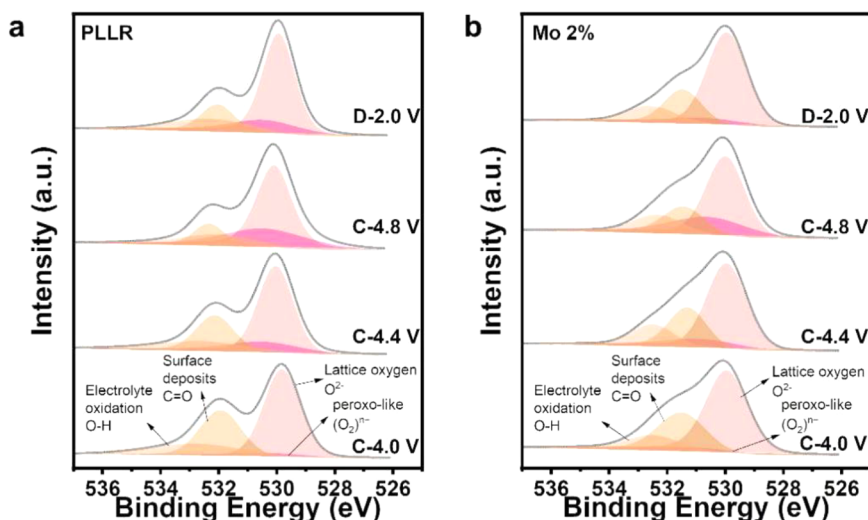 a
PLLR
D-2.0 V
C-4.8 V
C-4.4 V
Surface
deposits
C=O
Electrolyte
oxidation
O-H
Lattice oxygen
O²⁻
peroxo-like
(O₂)ⁿ⁻
C-4.0 V
536 534 532 530 528 526
Binding Energy (eV)
Intensity (a.u.)
b
Mo 2%
D-2.0 V
C-4.8 V
C-4.4 V
Surface
deposits
C=O
Electrolyte
oxidation
O-H
Lattice oxygen
O²⁻
peroxo-like
(O₂)ⁿ⁻
C-4.0 V
536 534 532 530 528 526
Binding Energy (eV)
Intensity (a.u.)